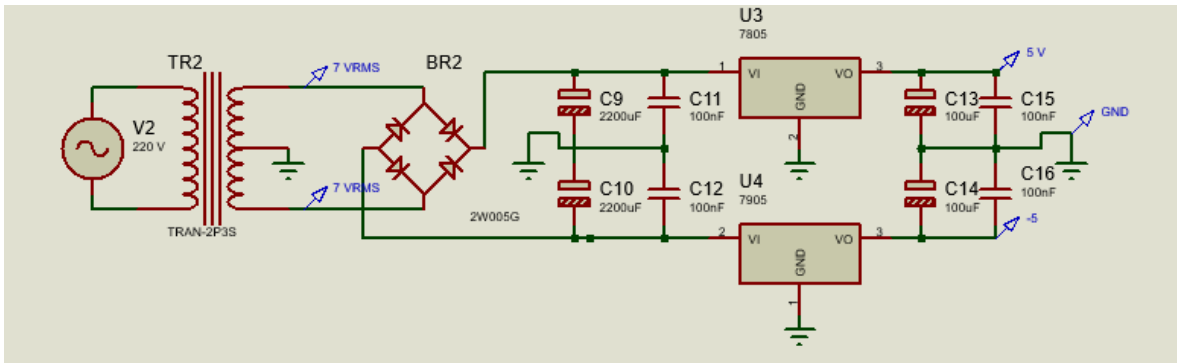 U3
7805
TR2
7 VRMS
BR2
5 V
1
VI
VO
3
GND
2
V2
220 V
C9
2200uF
C11
100nF
C13
100uF
C15
100nF
GND
7 VRMS
TRAN-2P3S
2W005G
C10
2200uF
C12
100nF
U4
7905
C14
100uF
C16
100nF
-5
2
VI
VO
3
GND
1